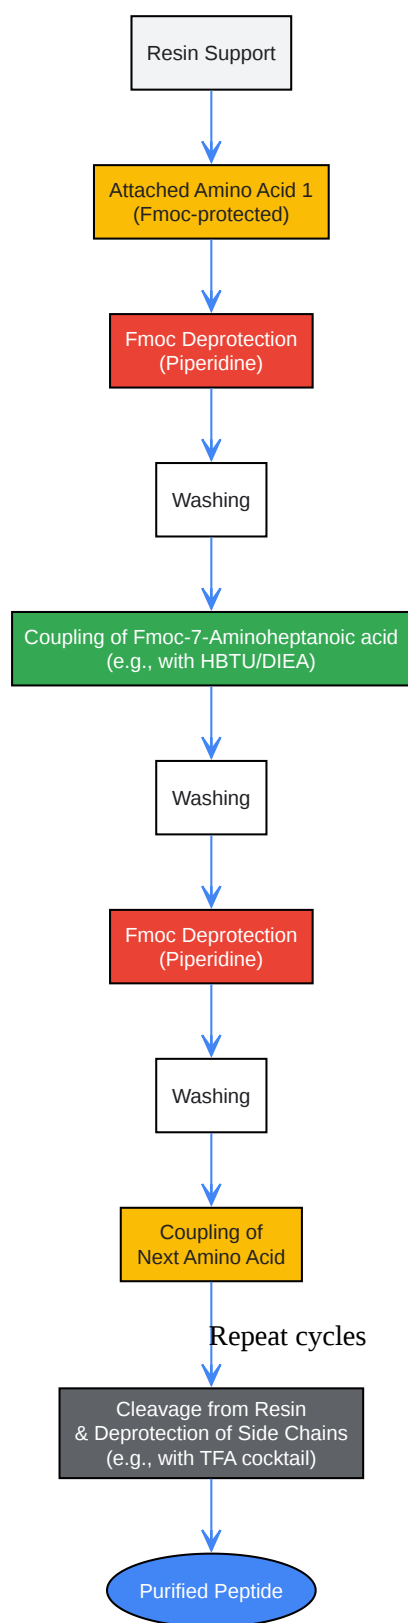 Resin Support
Attached Amino Acid 1
(Fmoc-protected)
Fmoc Deprotection
(Piperidine)
Washing
Coupling of Fmoc-7-Aminoheptanoic acid
(e.g., with HBTU/DIEA)
Washing
Fmoc Deprotection
(Piperidine)
Washing
Coupling of
Next Amino Acid
Repeat cycles
Cleavage from Resin
& Deprotection of Side Chains
(e.g., with TFA cocktail)
Purified Peptide